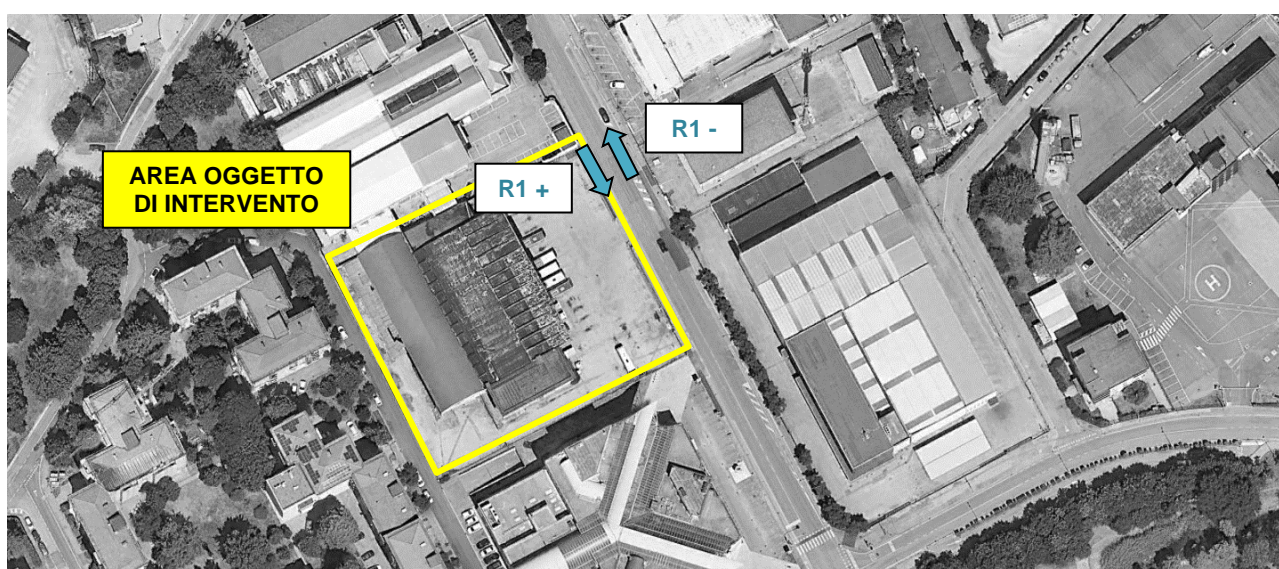 R1 -
AREA OGGETTO
DI INTERVENTO
R1 +
H